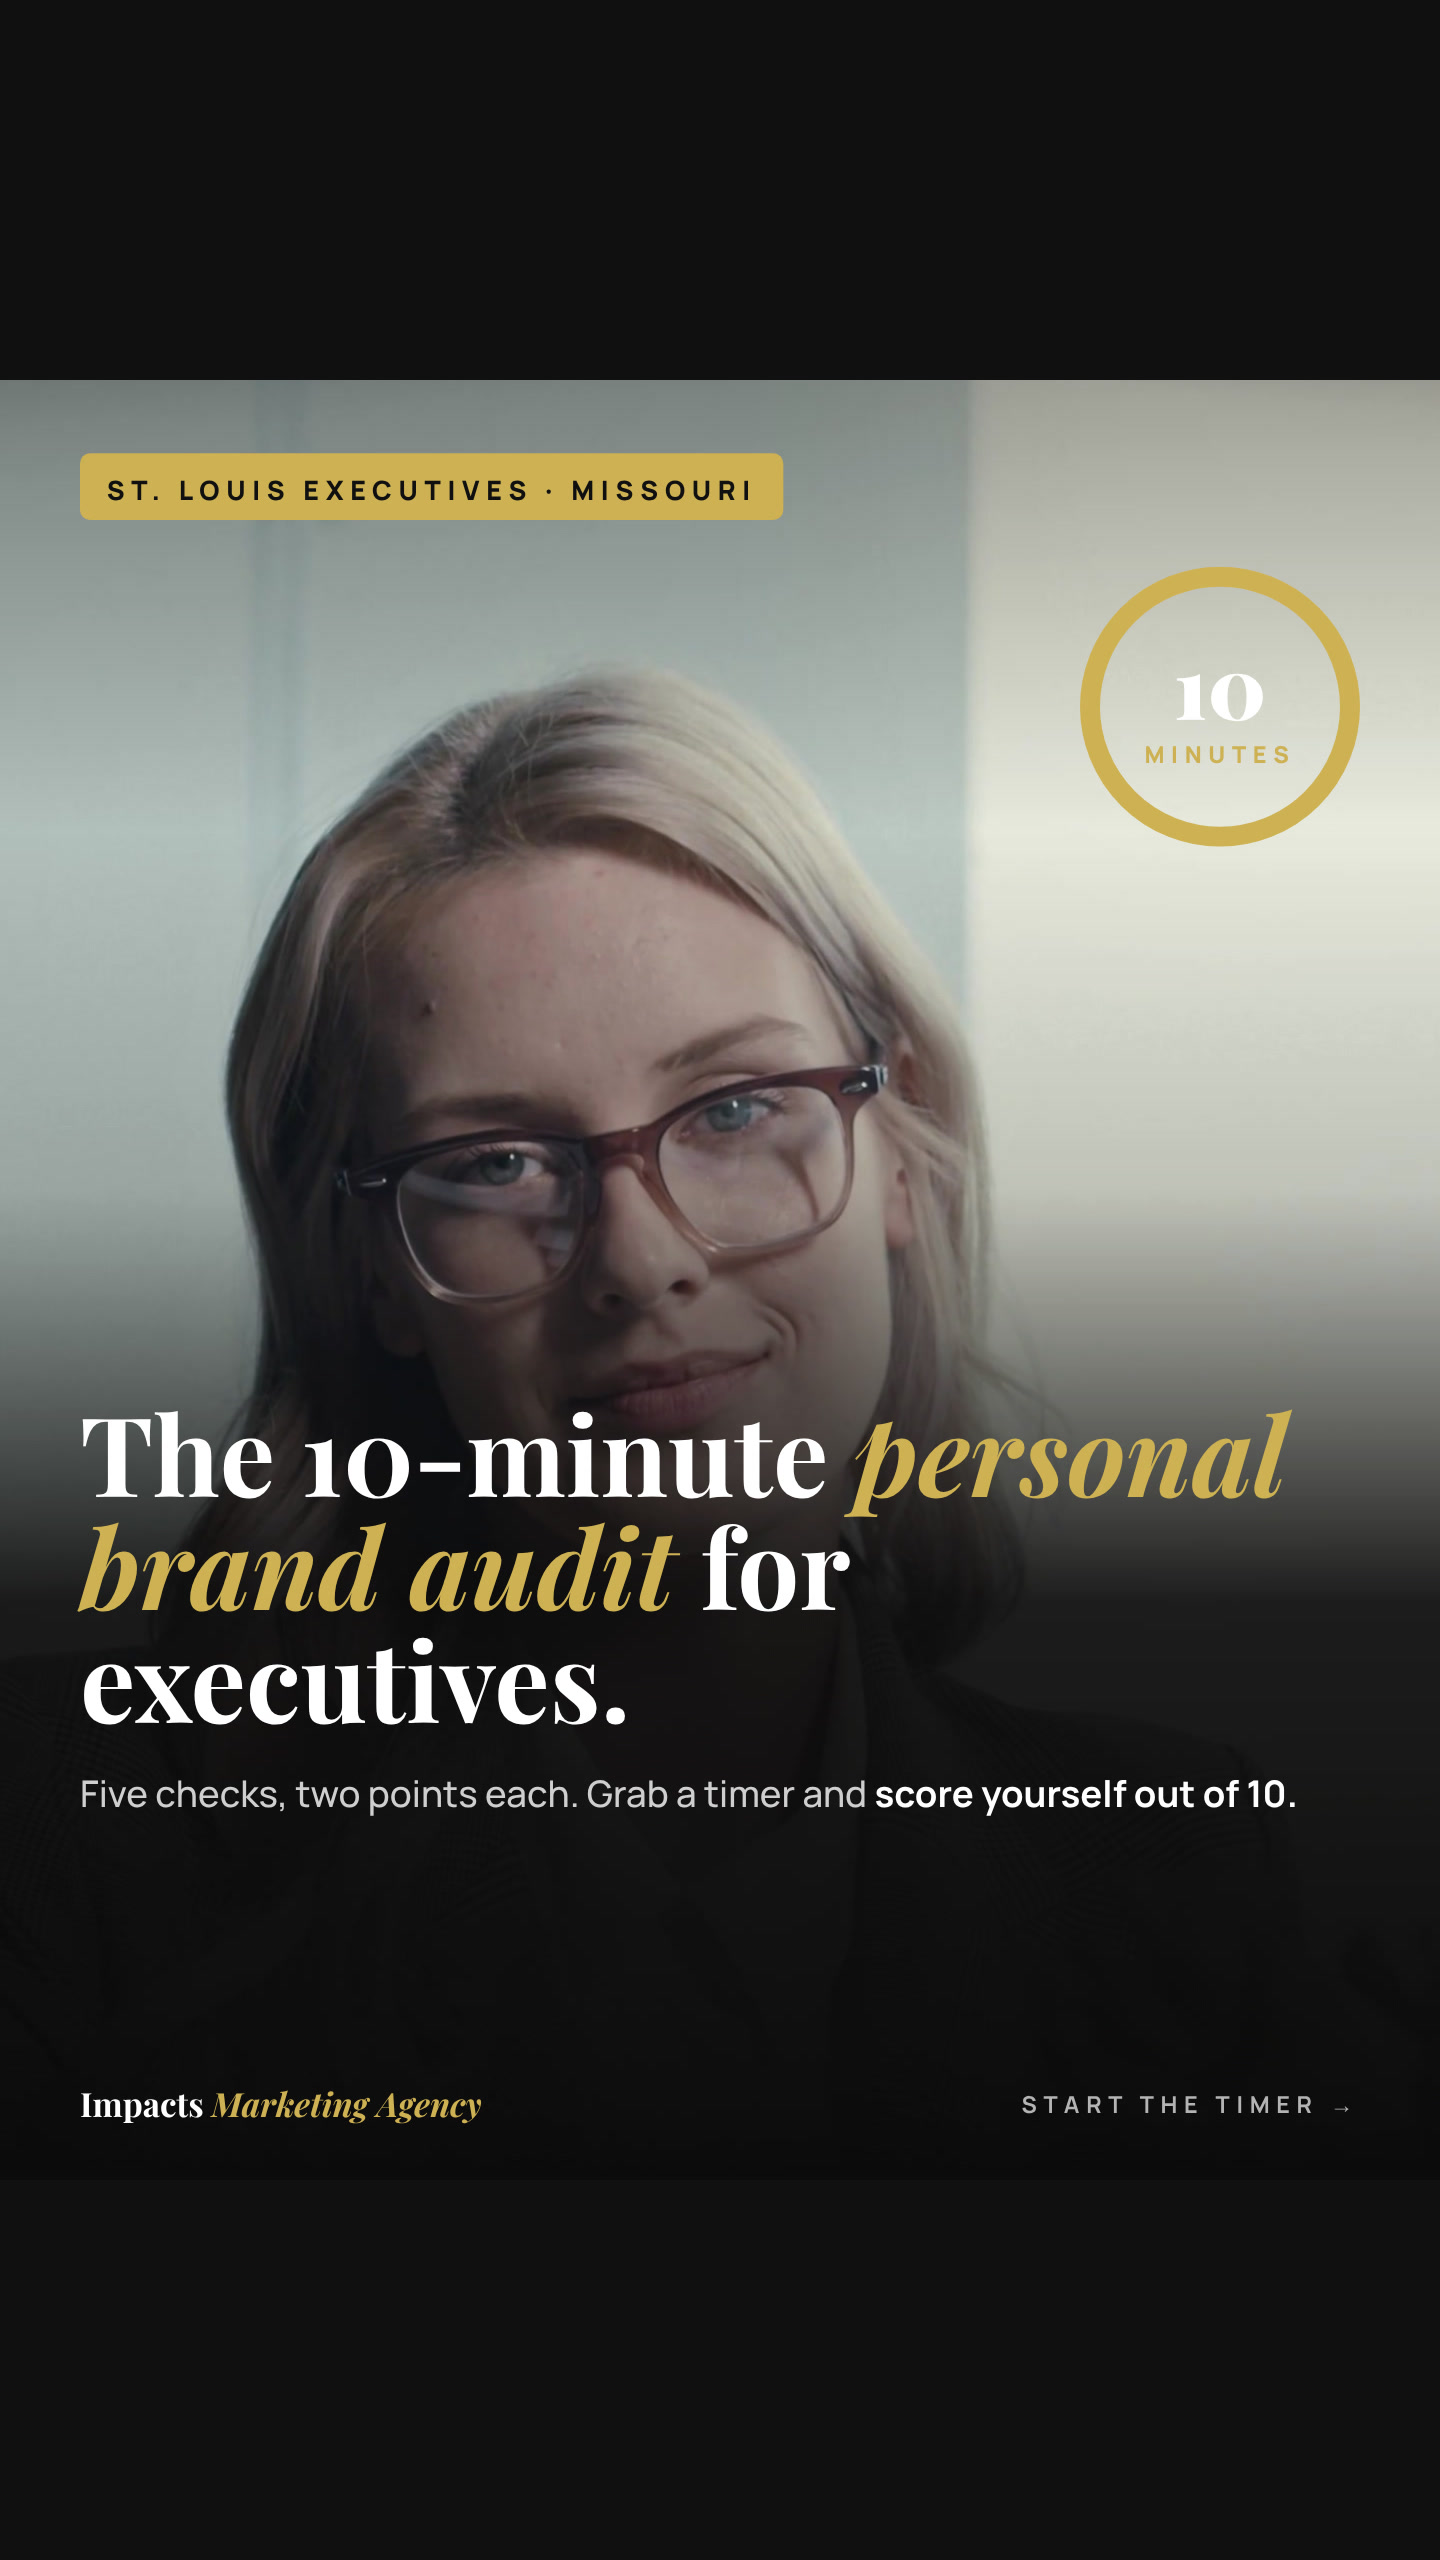 ST. LOUIS EXECUTIVES · MISSOURI
10
MINUTES
The 10-minute personal
brand audit for
executives.
Five checks, two points each. Grab a timer and score yourself out of 10.
Impacts Marketing Agency
START THE TIMER →